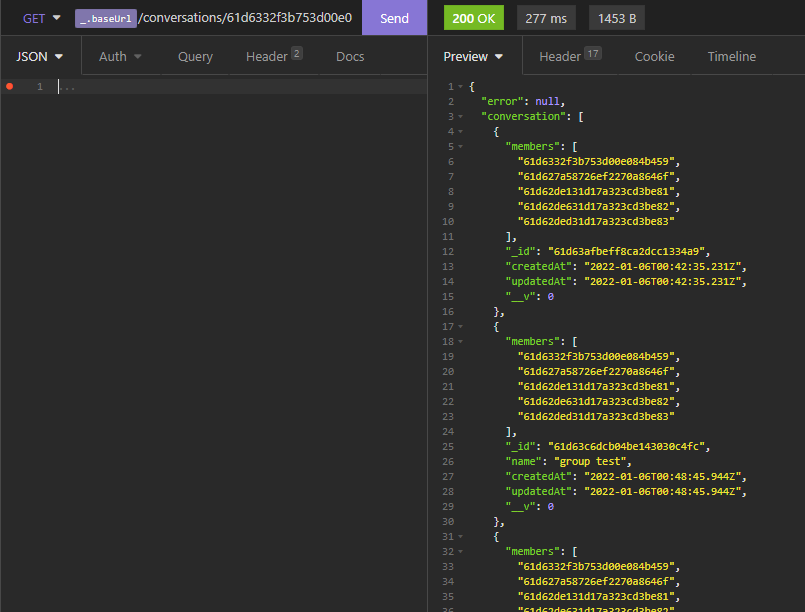 GET _.baseUrl /conversations/61d6332f3b753d00e0 Send 200 OK 277 ms 1453 B
JSON Auth Query Header 2 Docs Preview Header 17 Cookie Timeline
1 ...
1 {
2 "error": null,
3 "conversation": [
4 {
5 "members": [
6 "61d6332f3b753d00e084b459",
7 "61d627a58726ef2270a8646f",
8 "61d62de131d17a323cd3be81",
9 "61d62de631d17a323cd3be82",
10 "61d62ded31d17a323cd3be83"
11 ],
12 "_id": "61d63afbeff8ca2dcc1334a9",
13 "createdAt": "2022-01-06T00:42:35.231Z",
14 "updatedAt": "2022-01-06T00:42:35.231Z",
15 "__v": 0
16 },
17 {
18 "members": [
19 "61d6332f3b753d00e084b459",
20 "61d627a58726ef2270a8646f",
21 "61d62de131d17a323cd3be81",
22 "61d62de631d17a323cd3be82",
23 "61d62ded31d17a323cd3be83"
24 ],
25 "_id": "61d63c6dcb04be143030c4fc",
26 "name": "group test",
27 "createdAt": "2022-01-06T00:48:45.944Z",
28 "updatedAt": "2022-01-06T00:48:45.944Z",
29 "__v": 0
30 },
31 {
32 "members": [
33 "61d6332f3b753d00e084b459",
34 "61d627a58726ef2270a8646f",
35 "61d62de131d17a323cd3be81",
36 "61d62de631d17a323cd3be82",